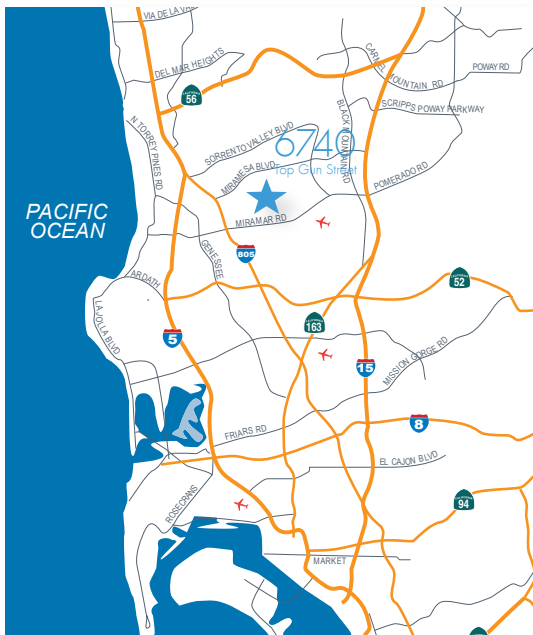 VIA DE LA VA
DEL MAR HEIGHTS
CARMEL MOUNTAIN RD
POWAY RD
56
SCRIPPS POWAY PARKWAY
N TORREY PINES RD
SORRENTO VALLEY BLVD
BLACK MOUNTAIN RD
6740
Top Gun Street
MIRAMESA BLVD
POMERADO RD
PACIFIC
OCEAN
MIRAMAR RD
GENESSEE
805
ARDATH
52
LA JOLLA BLVD
163
5
15
MISSION GORGE RD
FRIARS RD
8
EL CAJON BLVD
ROSECRANS
94
MARKET